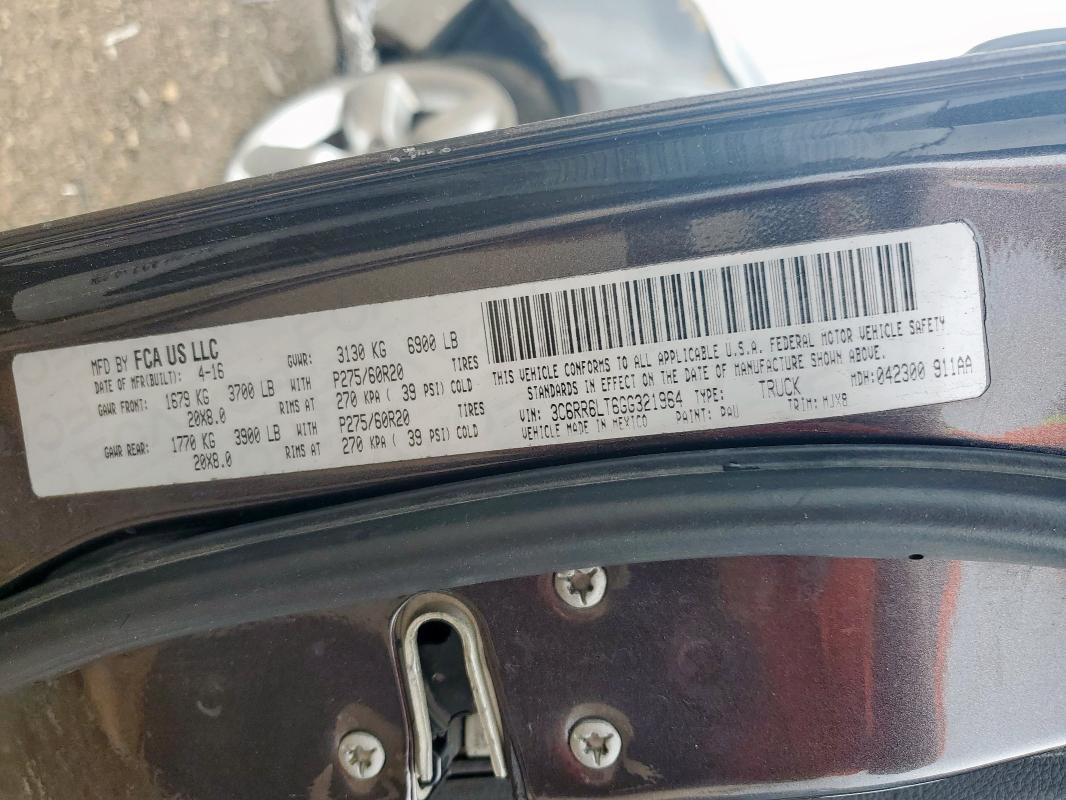 MFD BY FCA US LLC
DATE OF MFR(BUILT): 4-16
GVWR: 3130 KG 6900 LB
GAWR FRONT: 1679 KG 3700 LB WITH P275/60R20 TIRES
20X8.0 RIMS AT 270 KPA ( 39 PSI) COLD
GAWR REAR: 1770 KG 3900 LB WITH P275/60R20 TIRES
20X8.0 RIMS AT 270 KPA ( 39 PSI) COLD
THIS VEHICLE CONFORMS TO ALL APPLICABLE U.S.A. FEDERAL MOTOR VEHICLE SAFETY
STANDARDS IN EFFECT ON THE DATE OF MANUFACTURE SHOWN ABOVE.
VIN: 3C6RR6LT6GG321964 TYPE: TRUCK MDH:042300 911AA
VEHICLE MADE IN MEXICO PAINT: PAU TRIM: MJX8